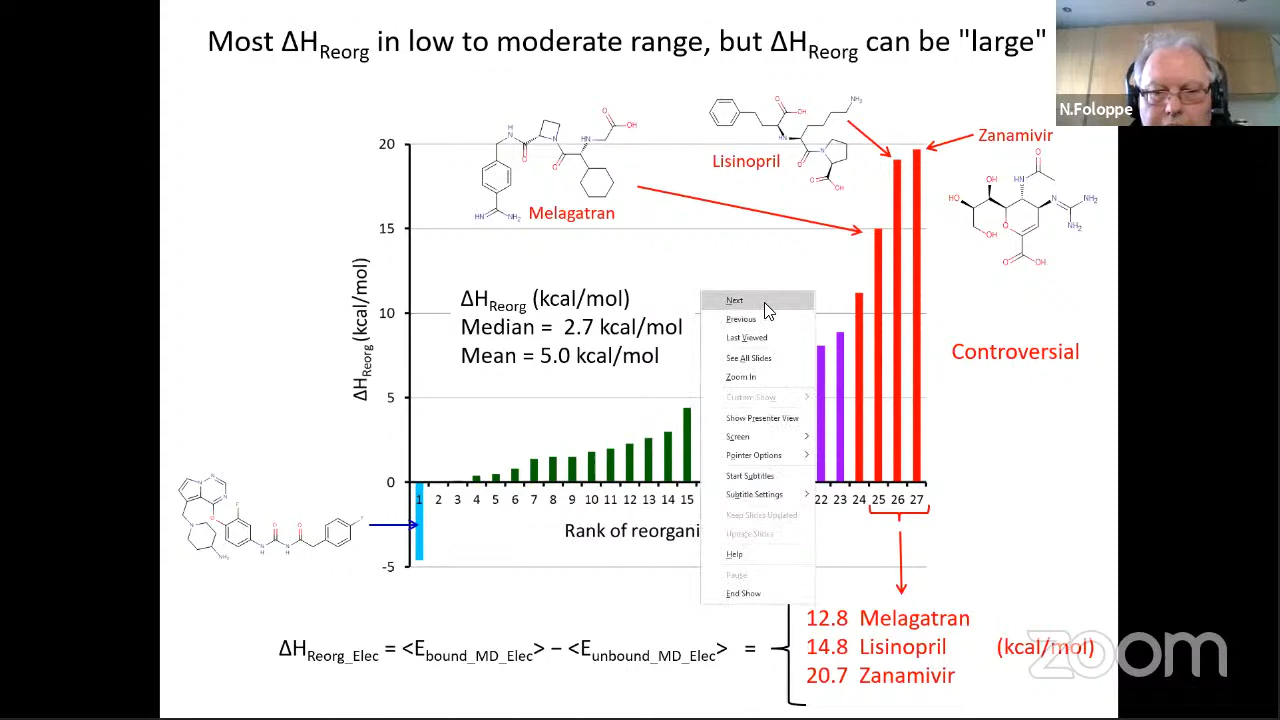 Most ΔHReorg in low to moderate range, but ΔHReorg can be "large"
N.Foloppe
Zanamivir
Lisinopril
Melagatran
20
15
10
5
0
-5
ΔHReorg (kcal/mol)
ΔHReorg (kcal/mol)
Median = 2.7 kcal/mol
Mean = 5.0 kcal/mol
Controversial
Next
Previous
Last Viewed
See All Slides
Zoom In
Custom Show
Show Presenter View
Screen
Pointer Options
Start Subtitles
Subtitle Settings
Keep Slides Updated
Update Slides
Help
Pause
End Show
1 2 3 4 5 6 7 8 9 10 11 12 13 14 15 22 23 24 25 26 27
Rank of reorgani
12.8 Melagatran
14.8 Lisinopril (kcal/mol)
20.7 Zanamivir
ΔHReorg_Elec = <Ebound_MD_Elec> – <Eunbound_MD_Elec> =
zoom